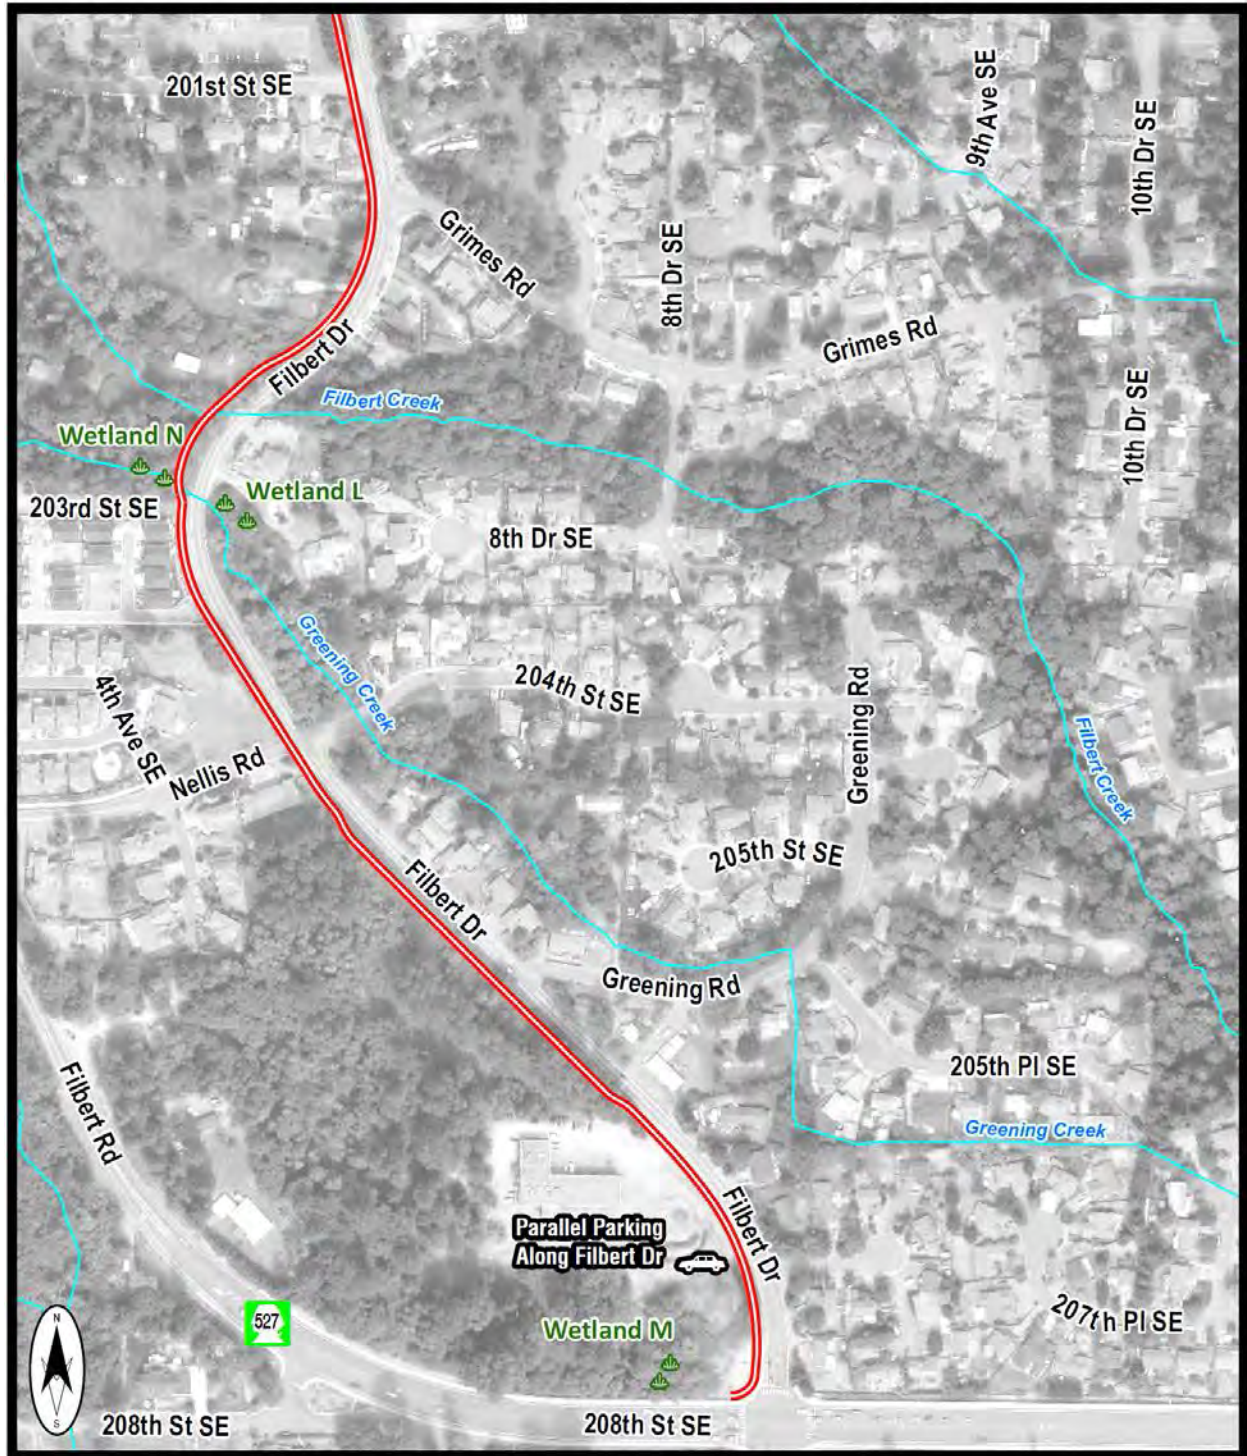 201st St SE
9th Ave SE
10th Dr SE
Grimes Rd
8th Dr SE
Filbert Dr
Grimes Rd
Filbert Creek
10th Dr SE
Wetland N
Wetland L
203rd St SE
8th Dr SE
Greening Creek
204th St SE
4th Ave SE
Greening Rd
Nellis Rd
Filbert Creek
205th St SE
Filbert Dr
Greening Rd
205th Pl SE
Filbert Rd
Greening Creek
Parallel Parking
Along Filbert Dr
Filbert Dr
527
Wetland M
207th Pl SE
N
S
208th St SE
208th St SE